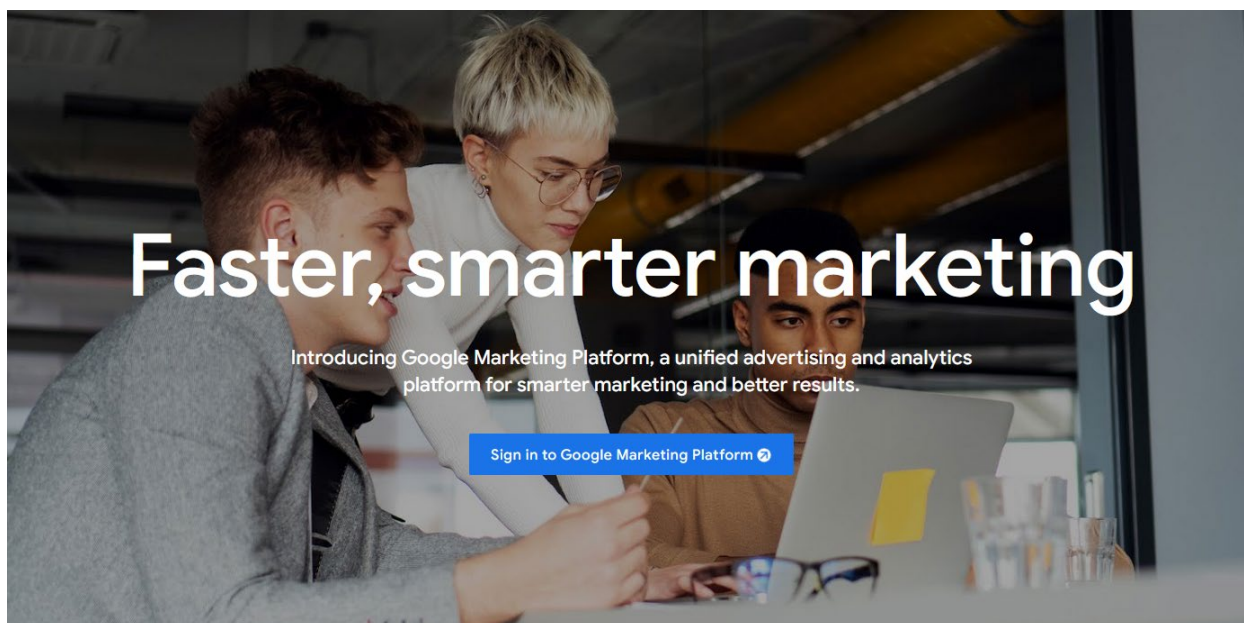 Faster, smarter marketing
Introducing Google Marketing Platform, a unified advertising and analytics
platform for smarter marketing and better results.
Sign in to Google Marketing Platform